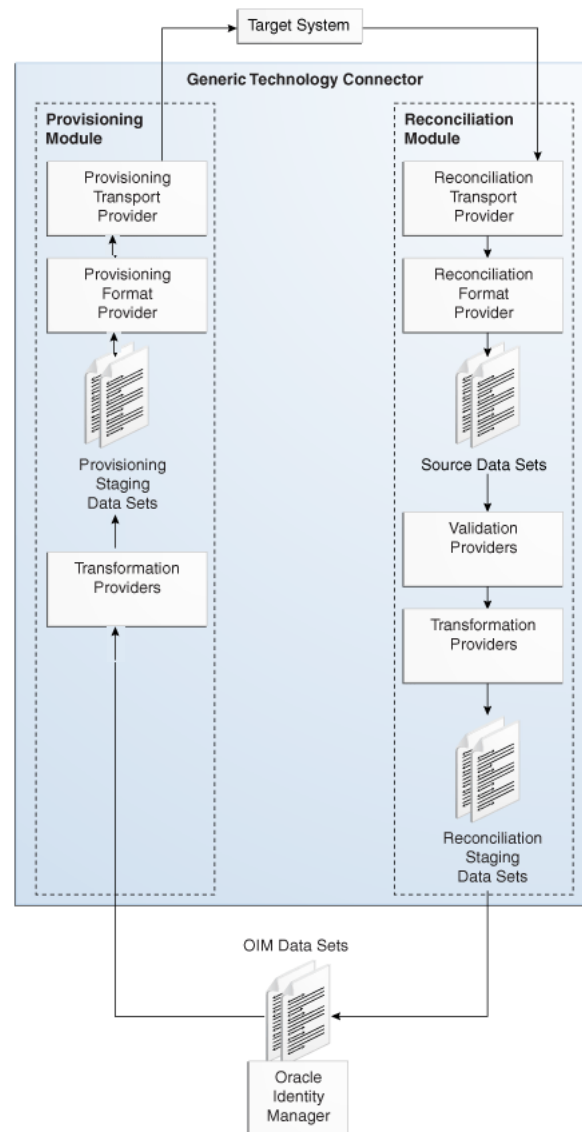 Target System
Generic Technology Connector
Provisioning
Module
Provisioning
Transport
Provider
Provisioning
Format
Provider
Provisioning
Staging
Data Sets
Transformation
Providers
Reconciliation
Module
Reconciliation
Transport
Provider
Reconciliation
Format
Provider
Source Data Sets
Validation
Providers
Transformation
Providers
Reconciliation
Staging
Data Sets
OIM Data Sets
Oracle
Identity
Manager